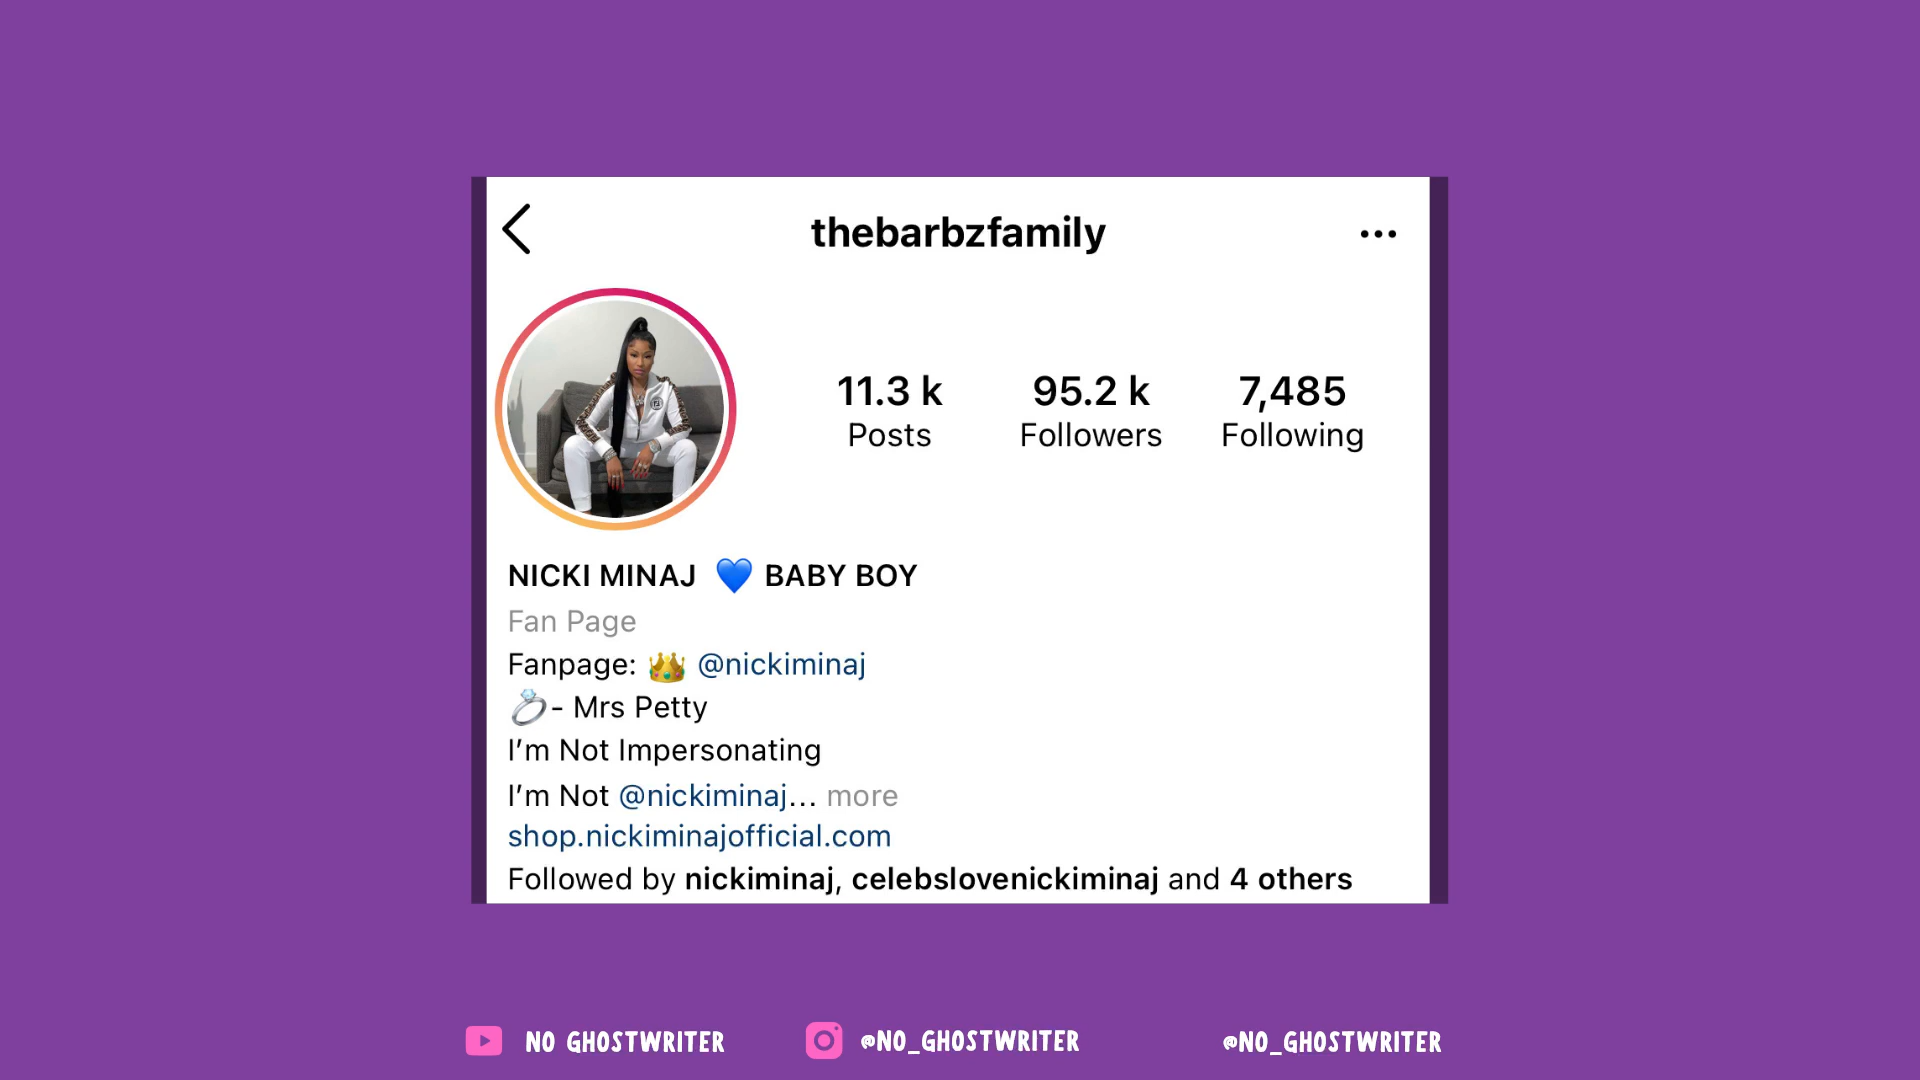 thebarbzfamily
11.3 k 95.2 k 7,485
Posts Followers Following
NICKI MINAJ 💙 BABY BOY
Fan Page
Fanpage: 👑 @nickiminaj
💍- Mrs Petty
I'm Not Impersonating
I'm Not @nickiminaj... more
shop.nickiminajofficial.com
Followed by nickiminaj, celebslovenickiminaj and 4 others
NO GHOSTWRITER @NO_GHOSTWRITER @NO_GHOSTWRITER